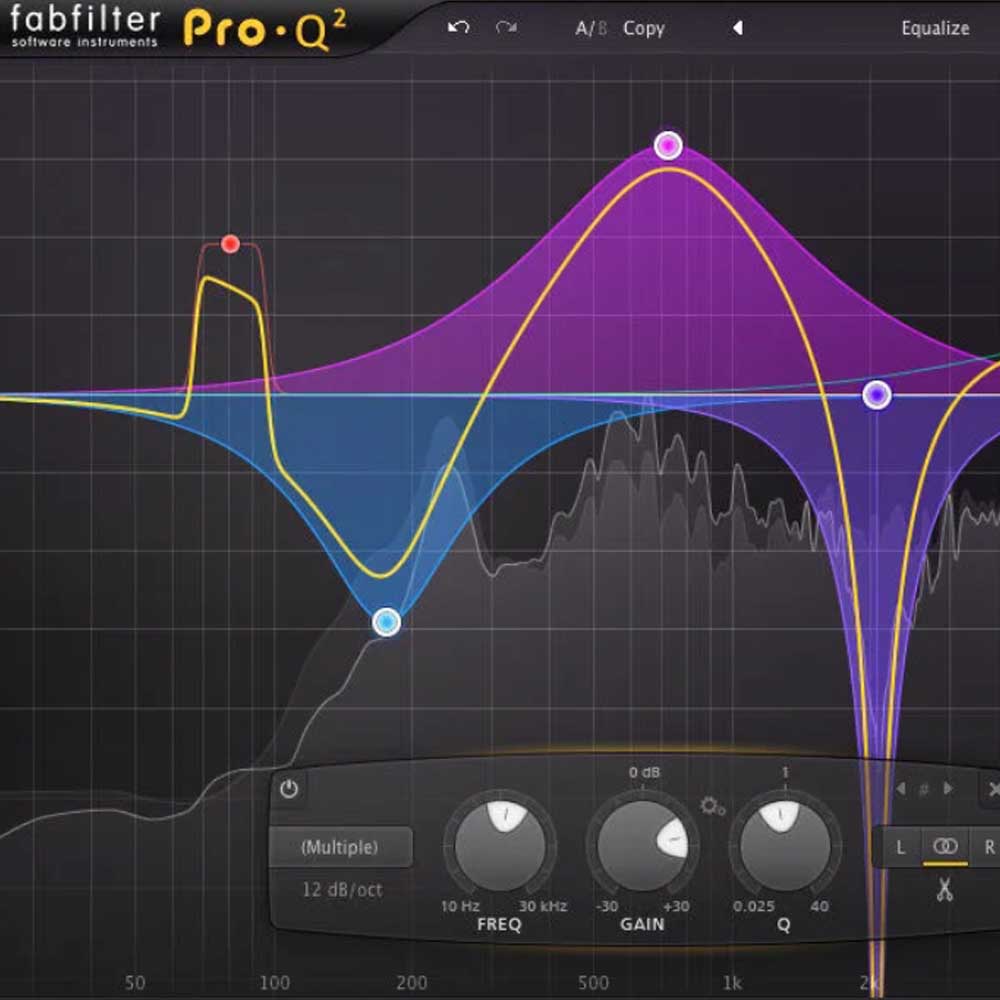 fabfilter
software instruments
Pro·Q²
A/B Copy
Equalize
0 dB
1
#
(Multiple)
L
R
12 dB/oct
10 Hz 30 kHz
-30 +30
0.025 40
FREQ
GAIN
Q
50 100 200 500 1k 2k